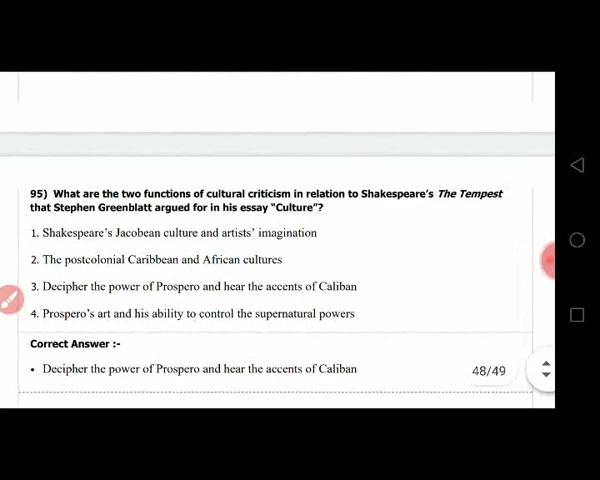 95) What are the two functions of cultural criticism in relation to Shakespeare's The Tempest
that Stephen Greenblatt argued for in his essay "Culture"?
1. Shakespeare's Jacobean culture and artists' imagination
2. The postcolonial Caribbean and African cultures
3. Decipher the power of Prospero and hear the accents of Caliban
4. Prospero's art and his ability to control the supernatural powers
Correct Answer :-
• Decipher the power of Prospero and hear the accents of Caliban
48/49